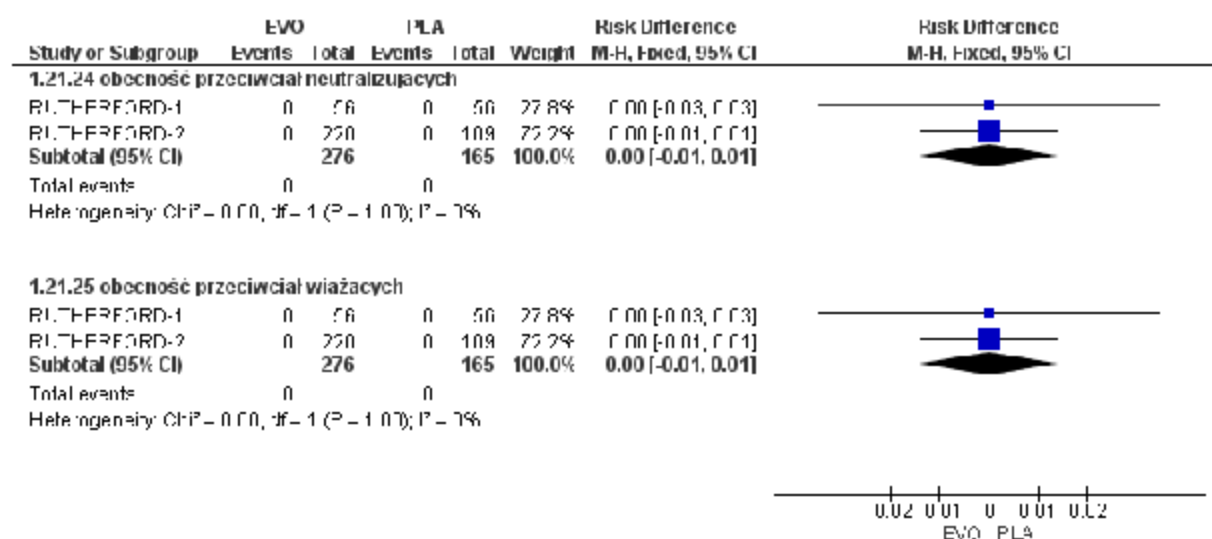 EVO PLA Risk Difference Risk Difference
Study or Subgroup Events Total Events Total Weight M-H, Fixed, 95% CI M-H, Fixed, 95% CI
1.21.24 obecność przeciwciał neutralizujacych
RUTHERFORD-1 0 56 0 56 27.8% 0.00 [-0.03, 0.03]
RUTHERFORD-2 0 220 0 109 72.2% 0.00 [-0.01, 0.01]
Subtotal (95% CI) 276 165 100.0% 0.00 [-0.01, 0.01]
Total events 0 0
Heterogeneity: Chi² = 0.00, df = 1 (P = 1.00); I² = 0%
1.21.25 obecność przeciwciał wiażacych
RUTHERFORD-1 0 56 0 56 27.8% 0.00 [-0.03, 0.03]
RUTHERFORD-2 0 220 0 109 72.2% 0.00 [-0.01, 0.01]
Subtotal (95% CI) 276 165 100.0% 0.00 [-0.01, 0.01]
Total events 0 0
Heterogeneity: Chi² = 0.00, df = 1 (P = 1.00); I² = 0%
0.02 0.01 0 0.01 0.02
EVO PLA